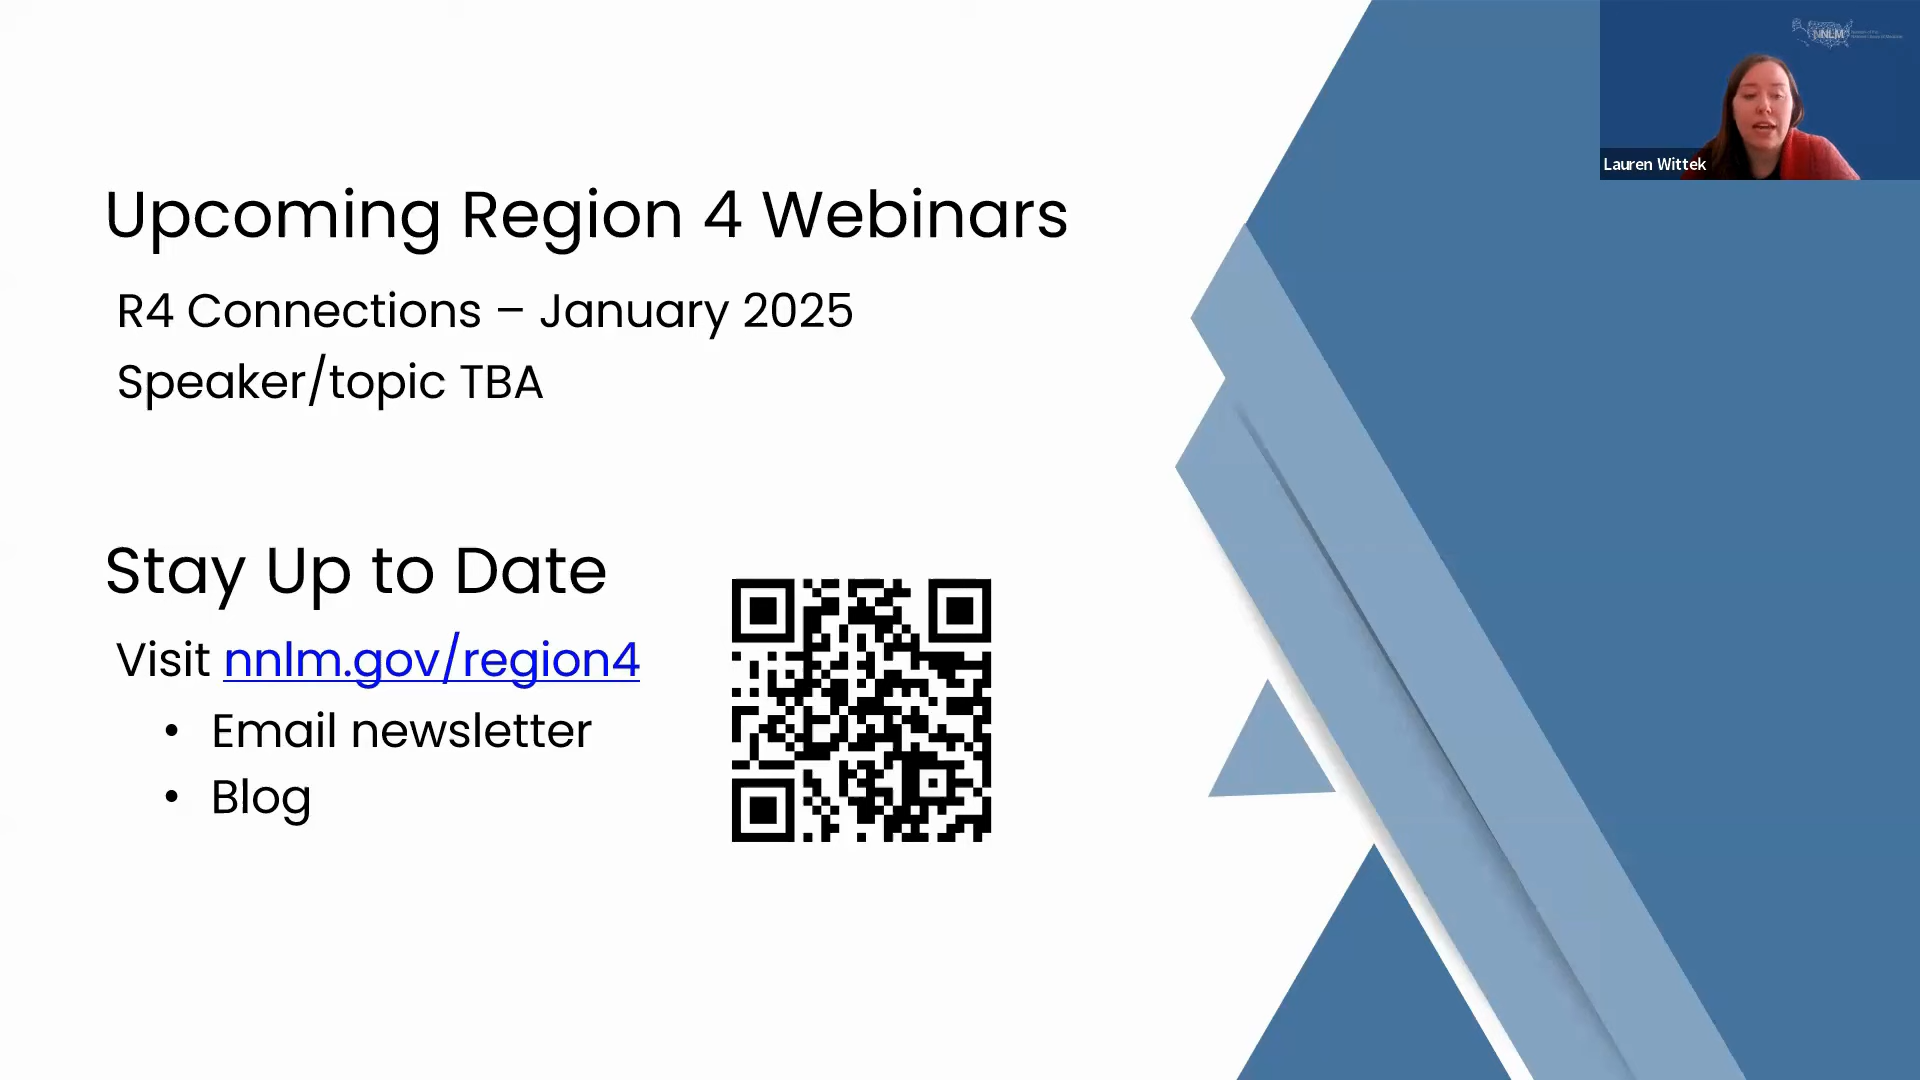 NNLM
Lauren Wittek
Upcoming Region 4 Webinars
R4 Connections – January 2025
Speaker/topic TBA
Stay Up to Date
Visit nnlm.gov/region4
• Email newsletter
• Blog